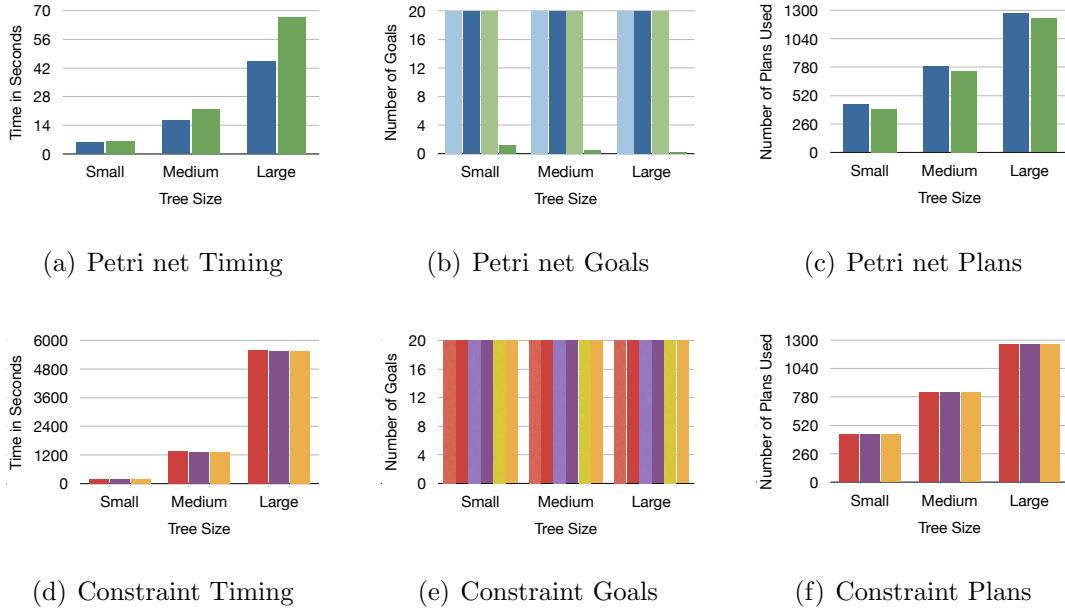 Time in Seconds
70
56
42
28
14
0
Small Medium Large
Tree Size
(a) Petri net Timing
Number of Goals
20
16
12
8
4
0
Small Medium Large
Tree Size
(b) Petri net Goals
Number of Plans Used
1300
1040
780
520
260
0
Small Medium Large
Tree Size
(c) Petri net Plans
Time in Seconds
6000
4800
3600
2400
1200
0
Small Medium Large
Tree Size
(d) Constraint Timing
Number of Goals
20
16
12
8
4
0
Small Medium Large
Tree Size
(e) Constraint Goals
Number of Plans Used
1300
1040
780
520
260
0
Small Medium Large
Tree Size
(f) Constraint Plans